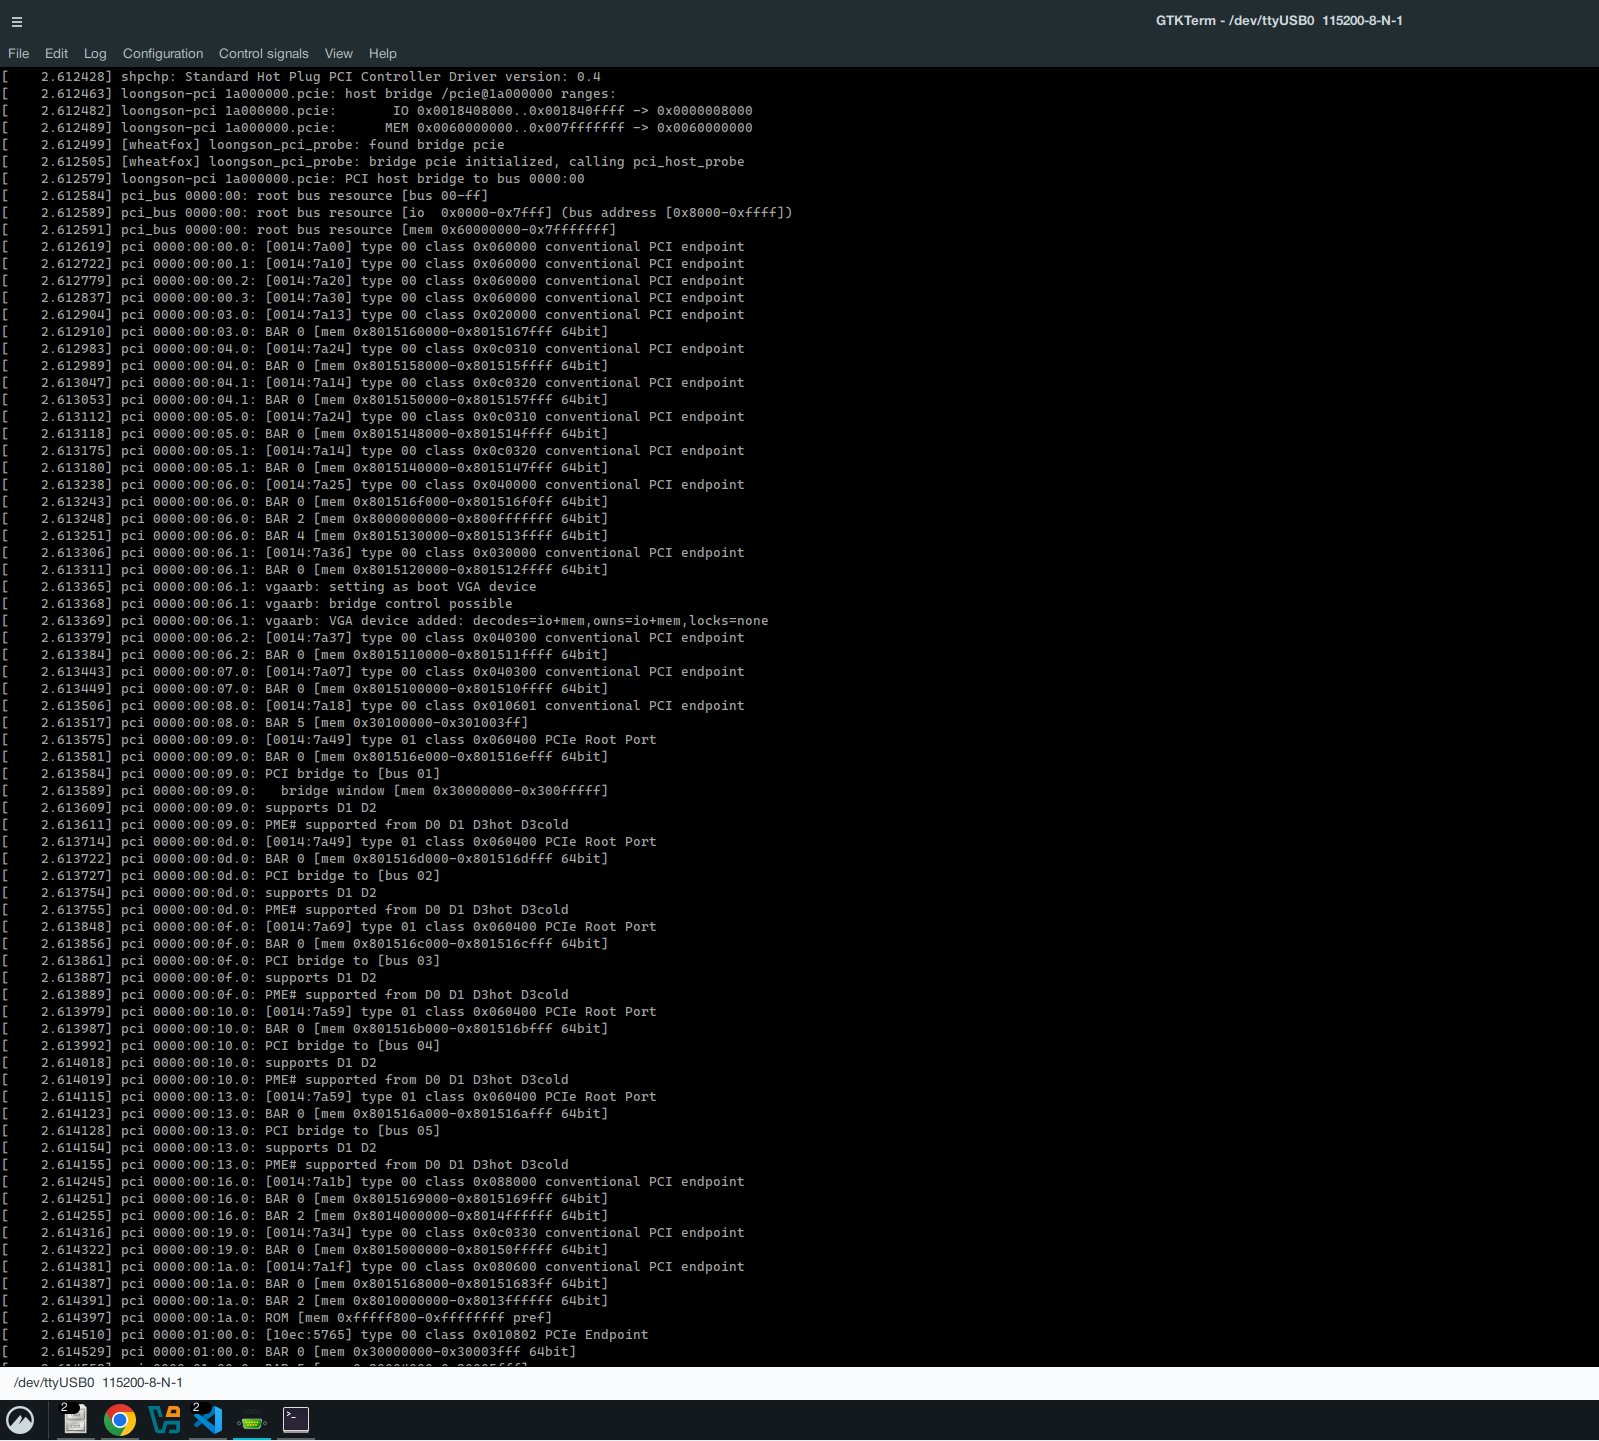 GTKTerm - /dev/ttyUSB0  115200-8-N-1
File Edit Log Configuration Control signals View Help
[    2.612428] shpchp: Standard Hot Plug PCI Controller Driver version: 0.4
[    2.612463] loongson-pci 1a000000.pcie: host bridge /pcie@1a000000 ranges:
[    2.612482] loongson-pci 1a000000.pcie:       IO 0x0018408000..0x001840ffff -> 0x0000008000
[    2.612489] loongson-pci 1a000000.pcie:      MEM 0x0060000000..0x007fffffff -> 0x0060000000
[    2.612499] [wheatfox] loongson_pci_probe: found bridge pcie
[    2.612505] [wheatfox] loongson_pci_probe: bridge pcie initialized, calling pci_host_probe
[    2.612579] loongson-pci 1a000000.pcie: PCI host bridge to bus 0000:00
[    2.612584] pci_bus 0000:00: root bus resource [bus 00-ff]
[    2.612589] pci_bus 0000:00: root bus resource [io  0x0000-0x7fff] (bus address [0x8000-0xffff])
[    2.612591] pci_bus 0000:00: root bus resource [mem 0x60000000-0x7fffffff]
[    2.612619] pci 0000:00:00.0: [0014:7a00] type 00 class 0x060000 conventional PCI endpoint
[    2.612722] pci 0000:00:00.1: [0014:7a10] type 00 class 0x060000 conventional PCI endpoint
[    2.612779] pci 0000:00:00.2: [0014:7a20] type 00 class 0x060000 conventional PCI endpoint
[    2.612837] pci 0000:00:00.3: [0014:7a30] type 00 class 0x060000 conventional PCI endpoint
[    2.612904] pci 0000:00:03.0: [0014:7a13] type 00 class 0x020000 conventional PCI endpoint
[    2.612910] pci 0000:00:03.0: BAR 0 [mem 0x8015160000-0x8015167fff 64bit]
[    2.612983] pci 0000:00:04.0: [0014:7a24] type 00 class 0x0c0310 conventional PCI endpoint
[    2.612989] pci 0000:00:04.0: BAR 0 [mem 0x8015158000-0x801515ffff 64bit]
[    2.613047] pci 0000:00:04.1: [0014:7a14] type 00 class 0x0c0320 conventional PCI endpoint
[    2.613053] pci 0000:00:04.1: BAR 0 [mem 0x8015150000-0x8015157fff 64bit]
[    2.613112] pci 0000:00:05.0: [0014:7a24] type 00 class 0x0c0310 conventional PCI endpoint
[    2.613118] pci 0000:00:05.0: BAR 0 [mem 0x8015148000-0x801514ffff 64bit]
[    2.613175] pci 0000:00:05.1: [0014:7a14] type 00 class 0x0c0320 conventional PCI endpoint
[    2.613180] pci 0000:00:05.1: BAR 0 [mem 0x8015140000-0x8015147fff 64bit]
[    2.613238] pci 0000:00:06.0: [0014:7a25] type 00 class 0x040000 conventional PCI endpoint
[    2.613243] pci 0000:00:06.0: BAR 0 [mem 0x801516f000-0x801516f0ff 64bit]
[    2.613248] pci 0000:00:06.0: BAR 2 [mem 0x8000000000-0x800fffffff 64bit]
[    2.613251] pci 0000:00:06.0: BAR 4 [mem 0x8015130000-0x801513ffff 64bit]
[    2.613306] pci 0000:00:06.1: [0014:7a36] type 00 class 0x030000 conventional PCI endpoint
[    2.613311] pci 0000:00:06.1: BAR 0 [mem 0x8015120000-0x801512ffff 64bit]
[    2.613365] pci 0000:00:06.1: vgaarb: setting as boot VGA device
[    2.613368] pci 0000:00:06.1: vgaarb: bridge control possible
[    2.613369] pci 0000:00:06.1: vgaarb: VGA device added: decodes=io+mem,owns=io+mem,locks=none
[    2.613379] pci 0000:00:06.2: [0014:7a37] type 00 class 0x040300 conventional PCI endpoint
[    2.613384] pci 0000:00:06.2: BAR 0 [mem 0x8015110000-0x801511ffff 64bit]
[    2.613443] pci 0000:00:07.0: [0014:7a07] type 00 class 0x040300 conventional PCI endpoint
[    2.613449] pci 0000:00:07.0: BAR 0 [mem 0x8015100000-0x801510ffff 64bit]
[    2.613506] pci 0000:00:08.0: [0014:7a18] type 00 class 0x010601 conventional PCI endpoint
[    2.613517] pci 0000:00:08.0: BAR 5 [mem 0x30100000-0x301003ff]
[    2.613575] pci 0000:00:09.0: [0014:7a49] type 01 class 0x060400 PCIe Root Port
[    2.613581] pci 0000:00:09.0: BAR 0 [mem 0x801516e000-0x801516efff 64bit]
[    2.613584] pci 0000:00:09.0: PCI bridge to [bus 01]
[    2.613589] pci 0000:00:09.0:   bridge window [mem 0x30000000-0x300fffff]
[    2.613609] pci 0000:00:09.0: supports D1 D2
[    2.613611] pci 0000:00:09.0: PME# supported from D0 D1 D3hot D3cold
[    2.613714] pci 0000:00:0d.0: [0014:7a49] type 01 class 0x060400 PCIe Root Port
[    2.613722] pci 0000:00:0d.0: BAR 0 [mem 0x801516d000-0x801516dfff 64bit]
[    2.613727] pci 0000:00:0d.0: PCI bridge to [bus 02]
[    2.613754] pci 0000:00:0d.0: supports D1 D2
[    2.613755] pci 0000:00:0d.0: PME# supported from D0 D1 D3hot D3cold
[    2.613848] pci 0000:00:0f.0: [0014:7a69] type 01 class 0x060400 PCIe Root Port
[    2.613856] pci 0000:00:0f.0: BAR 0 [mem 0x801516c000-0x801516cfff 64bit]
[    2.613861] pci 0000:00:0f.0: PCI bridge to [bus 03]
[    2.613887] pci 0000:00:0f.0: supports D1 D2
[    2.613889] pci 0000:00:0f.0: PME# supported from D0 D1 D3hot D3cold
[    2.613979] pci 0000:00:10.0: [0014:7a59] type 01 class 0x060400 PCIe Root Port
[    2.613987] pci 0000:00:10.0: BAR 0 [mem 0x801516b000-0x801516bfff 64bit]
[    2.613992] pci 0000:00:10.0: PCI bridge to [bus 04]
[    2.614018] pci 0000:00:10.0: supports D1 D2
[    2.614019] pci 0000:00:10.0: PME# supported from D0 D1 D3hot D3cold
[    2.614115] pci 0000:00:13.0: [0014:7a59] type 01 class 0x060400 PCIe Root Port
[    2.614123] pci 0000:00:13.0: BAR 0 [mem 0x801516a000-0x801516afff 64bit]
[    2.614128] pci 0000:00:13.0: PCI bridge to [bus 05]
[    2.614154] pci 0000:00:13.0: supports D1 D2
[    2.614155] pci 0000:00:13.0: PME# supported from D0 D1 D3hot D3cold
[    2.614245] pci 0000:00:16.0: [0014:7a1b] type 00 class 0x088000 conventional PCI endpoint
[    2.614251] pci 0000:00:16.0: BAR 0 [mem 0x8015169000-0x8015169fff 64bit]
[    2.614255] pci 0000:00:16.0: BAR 2 [mem 0x8014000000-0x8014ffffff 64bit]
[    2.614316] pci 0000:00:19.0: [0014:7a34] type 00 class 0x0c0330 conventional PCI endpoint
[    2.614322] pci 0000:00:19.0: BAR 0 [mem 0x8015000000-0x80150fffff 64bit]
[    2.614381] pci 0000:00:1a.0: [0014:7a1f] type 00 class 0x080600 conventional PCI endpoint
[    2.614387] pci 0000:00:1a.0: BAR 0 [mem 0x8015168000-0x80151683ff 64bit]
[    2.614391] pci 0000:00:1a.0: BAR 2 [mem 0x8010000000-0x8013ffffff 64bit]
[    2.614397] pci 0000:00:1a.0: ROM [mem 0xfffff800-0xffffffff pref]
[    2.614510] pci 0000:01:00.0: [10ec:5765] type 00 class 0x010802 PCIe Endpoint
[    2.614529] pci 0000:01:00.0: BAR 0 [mem 0x30000000-0x30003fff 64bit]
/dev/ttyUSB0  115200-8-N-1
2
2